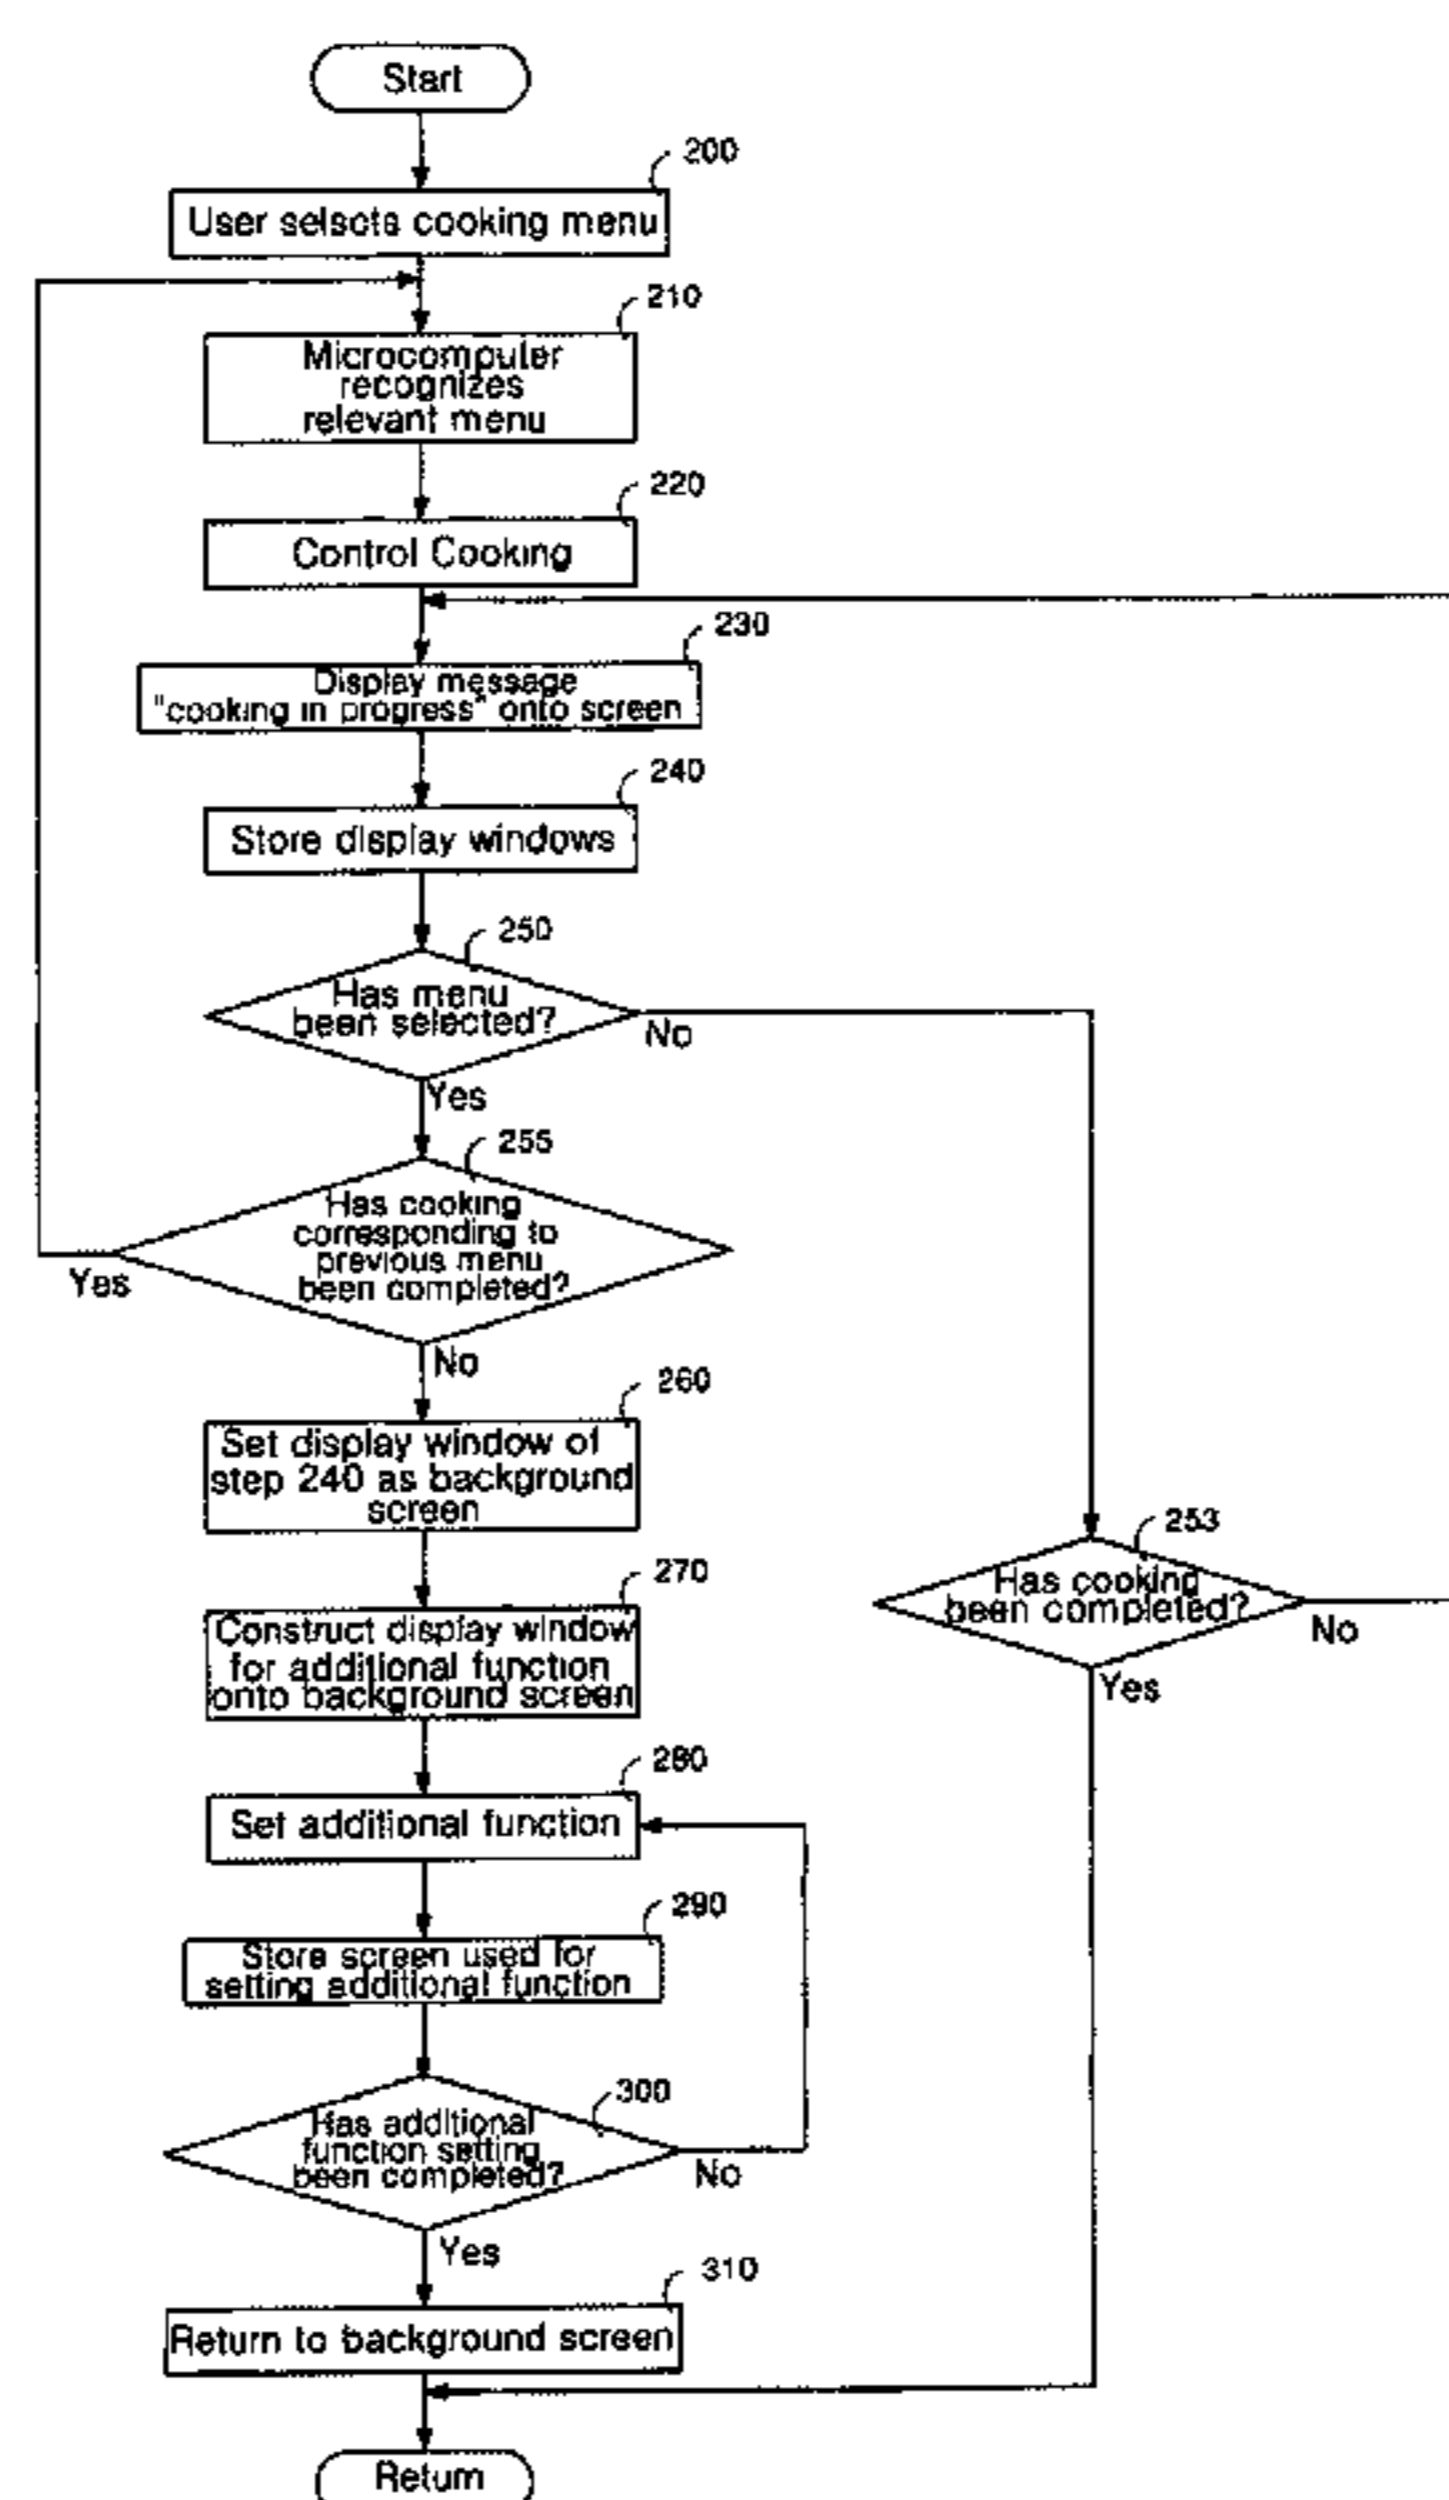 Start
200
User selects cooking menu
210
Microcomputer
recognizes
relevant menu
220
Control Cooking
230
Display message
"cooking in progress" onto screen
240
Store display windows
250
Has menu
been selected?
No
Yes
255
Has cooking
corresponding to
previous menu
been completed?
Yes
No
260
Set display window of
step 240 as background
screen
253
Has cooking
been completed?
No
Yes
270
Construct display window
for additional function
onto background screen
280
Set additional function
290
Store screen used for
setting additional function
300
Has additional
function setting
been completed?
No
Yes
310
Return to background screen
Return